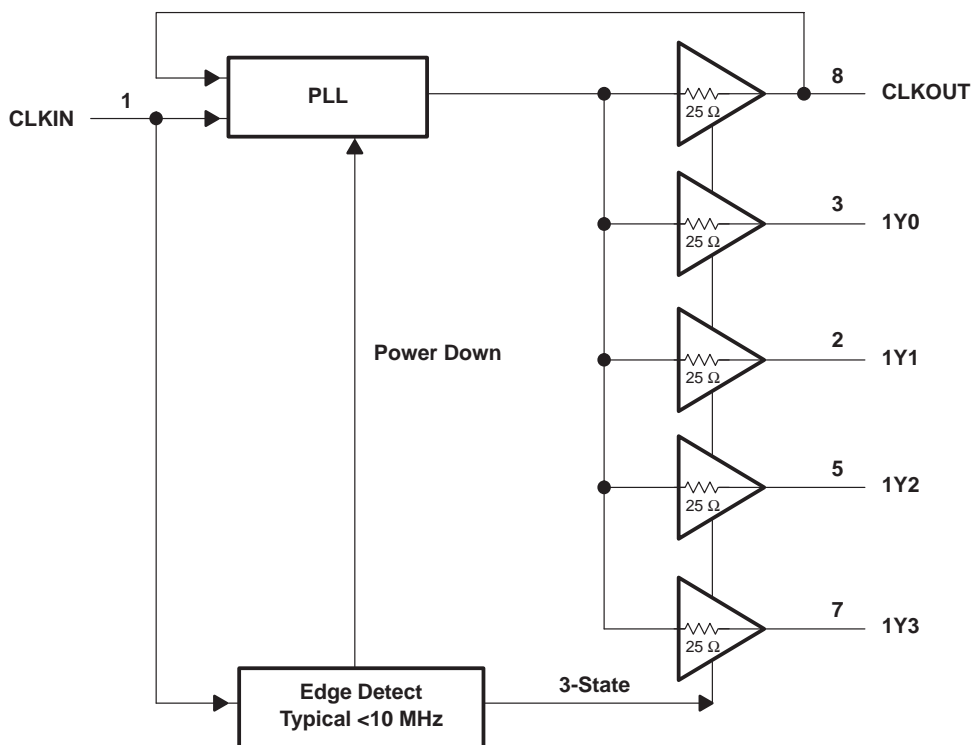 8
CLKOUT
PLL
1
CLKIN
25 Ω
3
1Y0
25 Ω
2
1Y1
Power Down
25 Ω
5
1Y2
25 Ω
7
1Y3
25 Ω
3-State
Edge Detect
Typical <10 MHz